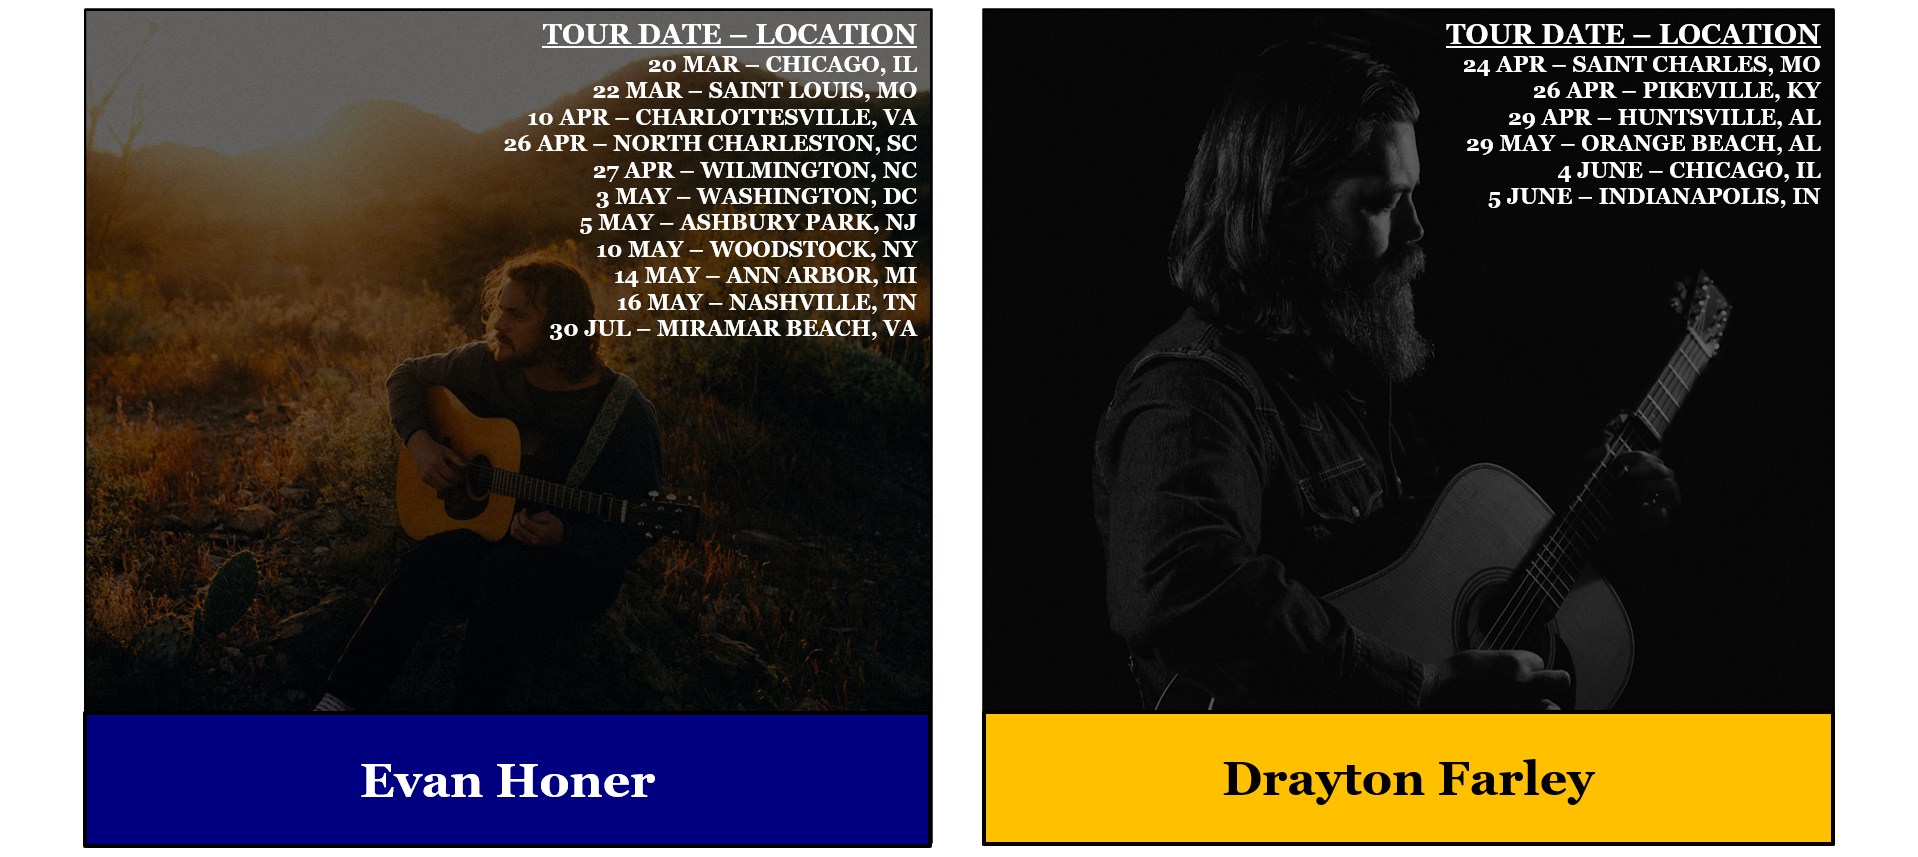 TOUR DATE – LOCATION
20 MAR – CHICAGO, IL
22 MAR – SAINT LOUIS, MO
10 APR – CHARLOTTESVILLE, VA
26 APR – NORTH CHARLESTON, SC
27 APR – WILMINGTON, NC
3 MAY – WASHINGTON, DC
5 MAY – ASHBURY PARK, NJ
10 MAY – WOODSTOCK, NY
14 MAY – ANN ARBOR, MI
16 MAY – NASHVILLE, TN
30 JUL – MIRAMAR BEACH, VA
Evan Honer
TOUR DATE – LOCATION
24 APR – SAINT CHARLES, MO
26 APR – PIKEVILLE, KY
29 APR – HUNTSVILLE, AL
29 MAY – ORANGE BEACH, AL
4 JUNE – CHICAGO, IL
5 JUNE – INDIANAPOLIS, IN
Drayton Farley